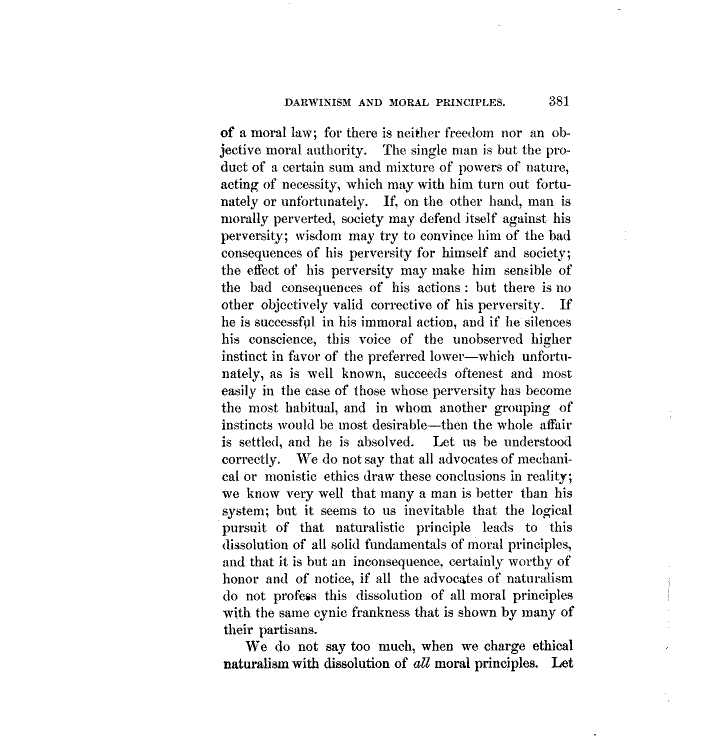 DARWINISM AND MORAL PRINCIPLES. 381
of a moral law; for there is neither freedom nor an ob-
jective moral authority. The single man is but the pro-
duct of a certain sum and mixture of powers of nature,
acting of necessity, which may with him turn out fortu-
nately or unfortunately. If, on the other hand, man is
morally perverted, society may defend itself against his
perversity; wisdom may try to convince him of the bad
consequences of his perversity for himself and society;
the effect of his perversity may make him sensible of
the bad consequences of his actions: but there is no
other objectively valid corrective of his perversity. If
he is successful in his immoral action, and if he silences
his conscience, this voice of the unobserved higher
instinct in favor of the preferred lower—which unfortu-
nately, as is well known, succeeds oftenest and most
easily in the case of those whose perversity has become
the most habitual, and in whom another grouping of
instincts would be most desirable—then the whole affair
is settled, and he is absolved. Let us be understood
correctly. We do not say that all advocates of mechani-
cal or monistic ethics draw these conclusions in reality;
we know very well that many a man is better than his
system; but it seems to us inevitable that the logical
pursuit of that naturalistic principle leads to this
dissolution of all solid fundamentals of moral principles,
and that it is but an inconsequence, certainly worthy of
honor and of notice, if all the advocates of naturalism
do not profess this dissolution of all moral principles
with the same cynic frankness that is shown by many of
their partisans.
We do not say too much, when we charge ethical
naturalism with dissolution of all moral principles. Let